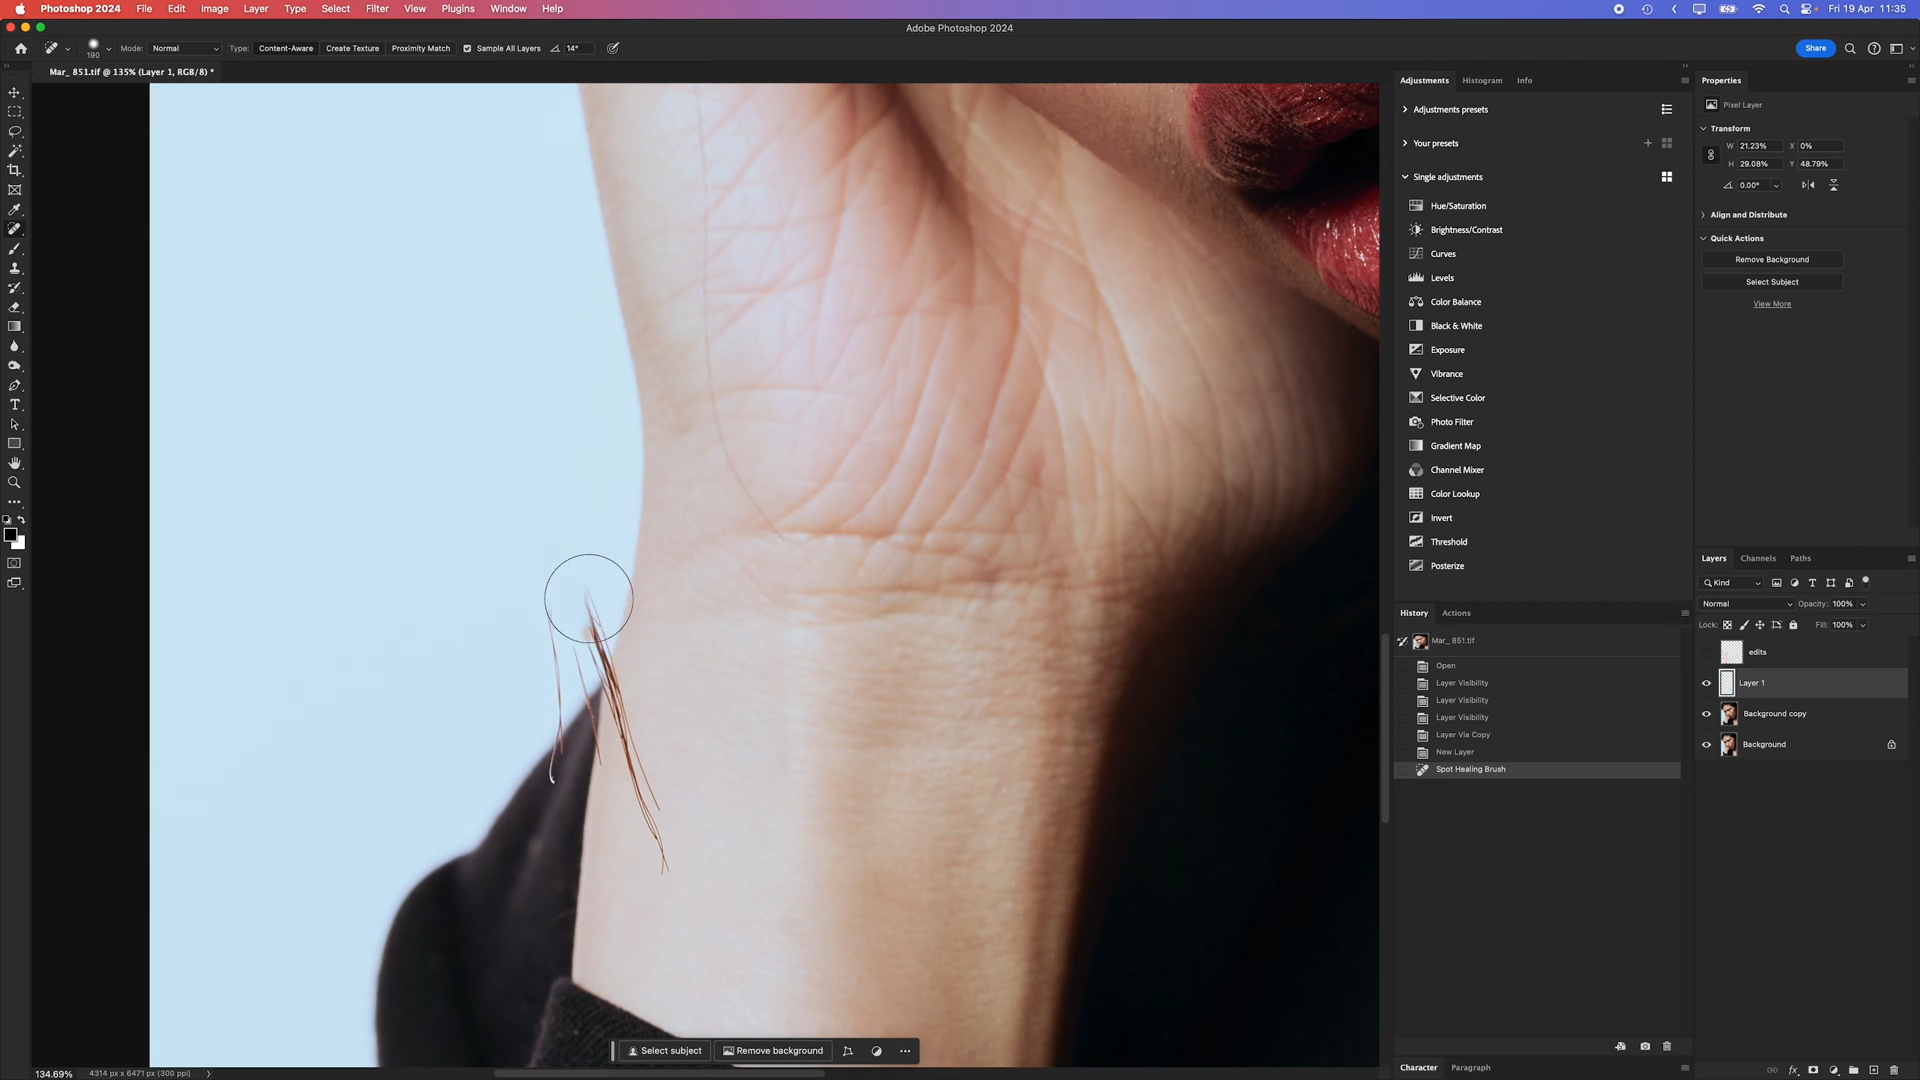 Photoshop 2024 File Edit Image Layer Type Select Filter View Plugins Window Help Fri 19 Apr 11:35
Adobe Photoshop 2024
190 Mode: Normal Type: Content-Aware Create Texture Proximity Match Sample All Layers 14° Share
Mar_ 851.tif @ 135% (Layer 1, RGB/8) *
Adjustments Histogram Info
Adjustments presets
Your presets
Single adjustments
Hue/Saturation
Brightness/Contrast
Curves
Levels
Color Balance
Black & White
Exposure
Vibrance
Selective Color
Photo Filter
Gradient Map
Channel Mixer
Color Lookup
Invert
Threshold
Posterize
History Actions
Mar_ 851.tif
Open
Layer Visibility
Layer Visibility
Layer Visibility
Layer Via Copy
New Layer
Spot Healing Brush
Character Paragraph
Properties
Pixel Layer
Transform
W 21.23% X 0%
H 29.08% Y 48.79%
0.00°
Align and Distribute
Quick Actions
Remove Background
Select Subject
View More
Layers Channels Paths
Kind
Normal Opacity: 100%
Lock: Fill: 100%
edits
Layer 1
Background copy
Background
Select subject Remove background
134.69% 4314 px x 6471 px (300 ppi)